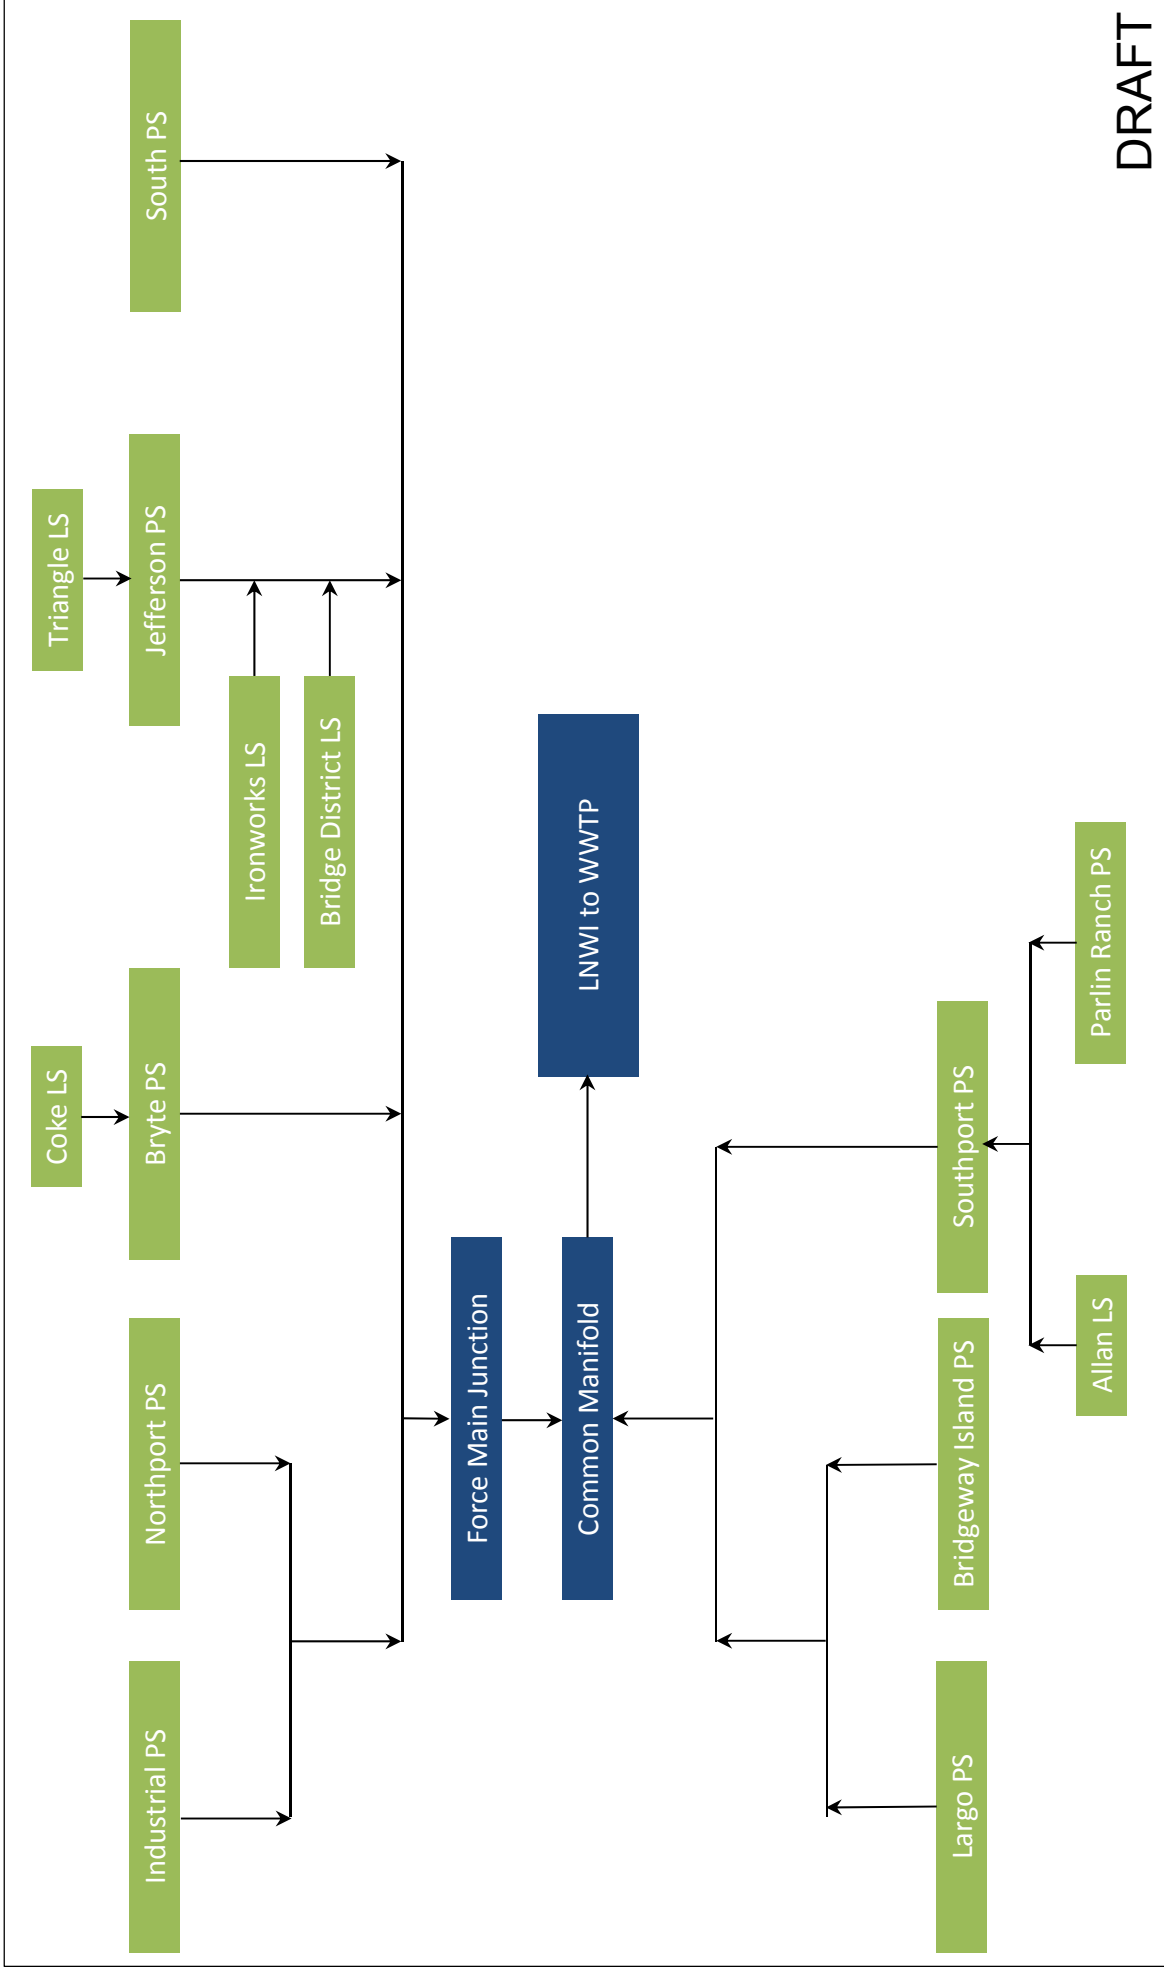 Coke LS
Triangle LS
Industrial PS
Northport PS
Bryte PS
Jefferson PS
South PS
Ironworks LS
Bridge District LS
Force Main Junction
Common Manifold
LNWI to WWTP
Largo PS
Bridgeway Island PS
Southport PS
Allan LS
Parlin Ranch PS
DRAFT